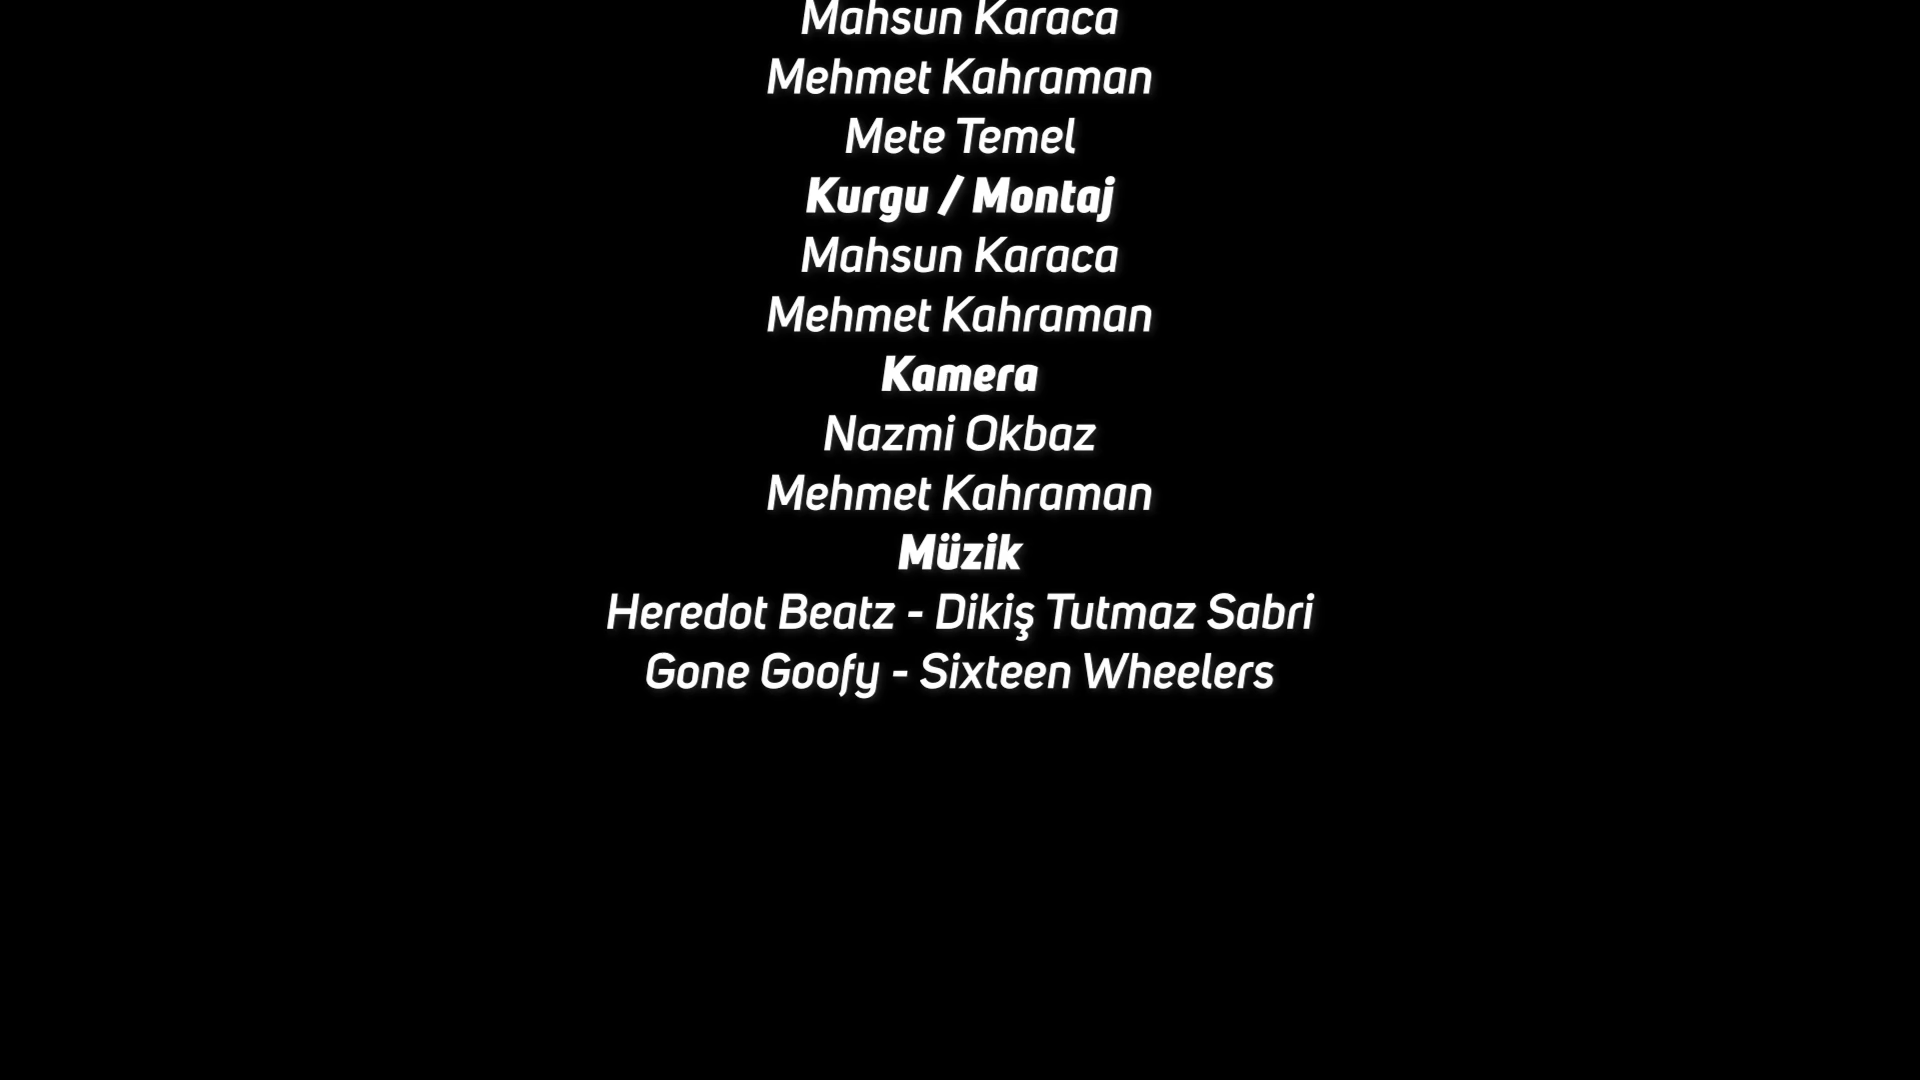 Mahsun Karaca
Mehmet Kahraman
Mete Temel
Kurgu / Montaj
Mahsun Karaca
Mehmet Kahraman
Kamera
Nazmi Okbaz
Mehmet Kahraman
Müzik
Heredot Beatz - Dikiş Tutmaz Sabri
Gone Goofy - Sixteen Wheelers